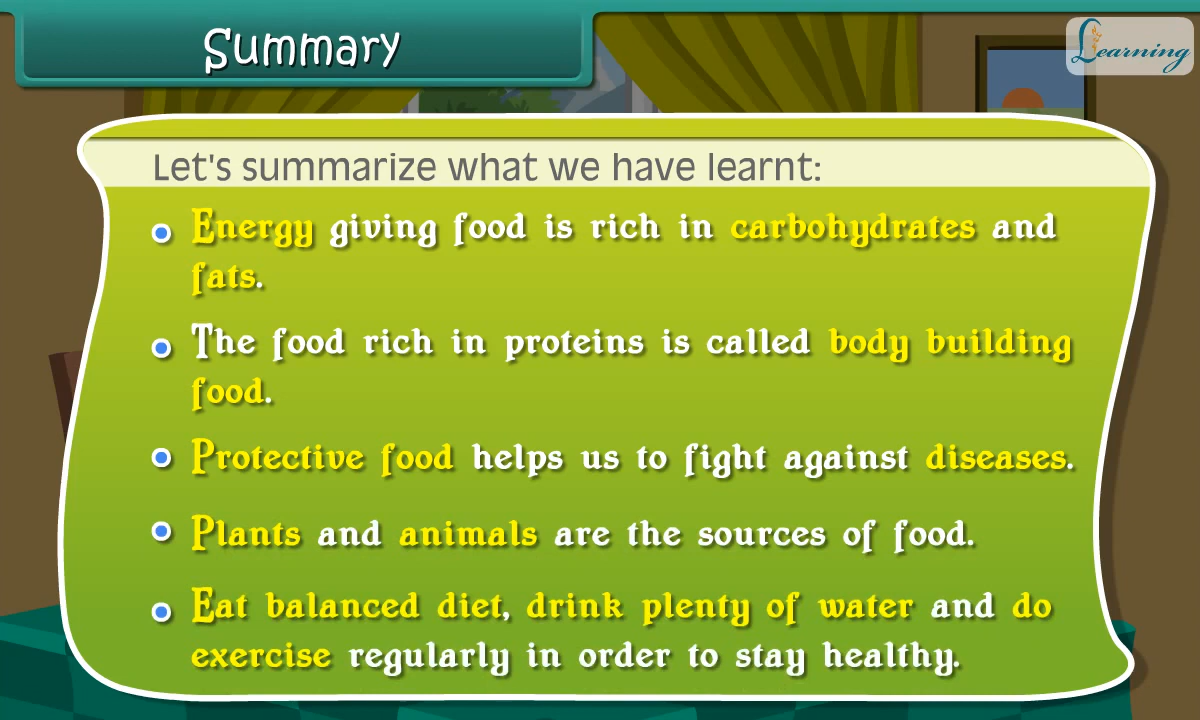 Summary
Learning
Let's summarize what we have learnt:
Energy giving food is rich in carbohydrates and
fats.
The food rich in proteins is called body building
food.
Protective food helps us to fight against diseases.
Plants and animals are the sources of food.
Eat balanced diet, drink plenty of water and do
exercise regularly in order to stay healthy.